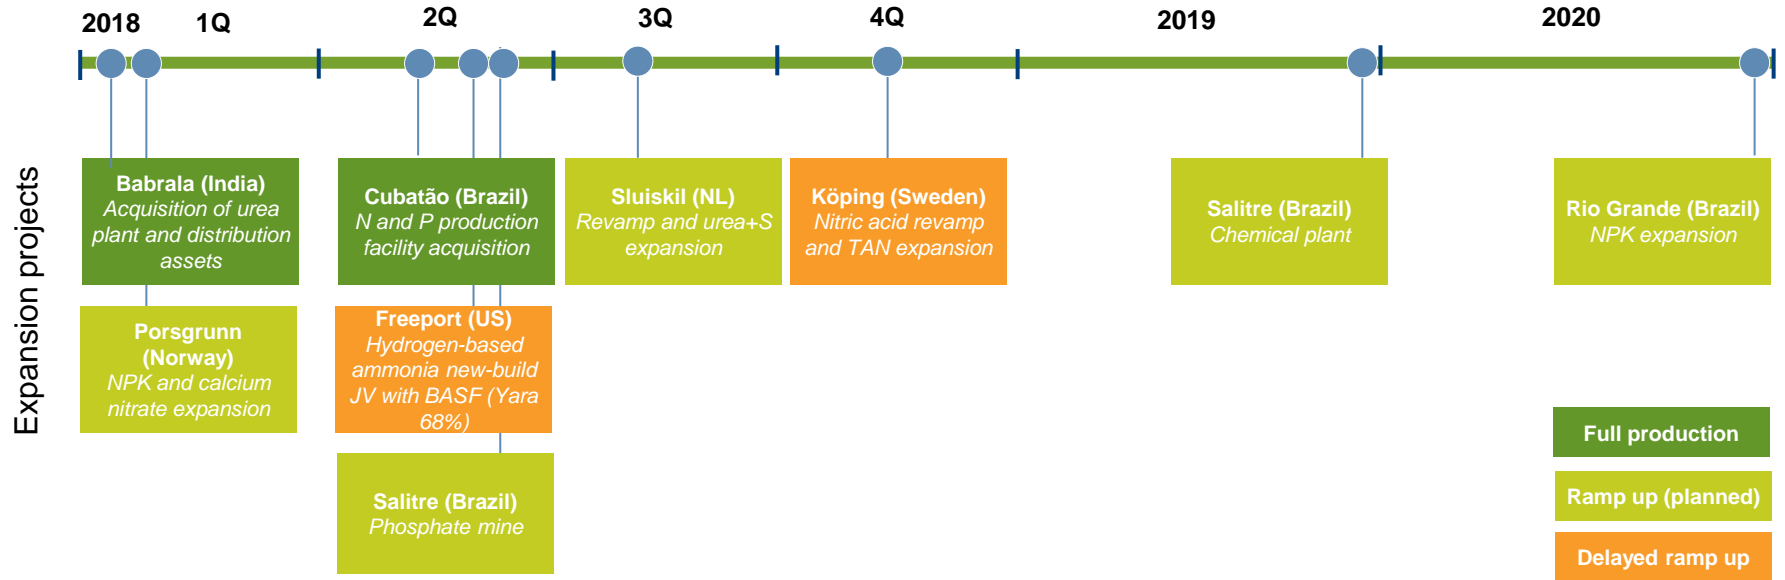 2018
1Q
2Q
3Q
4Q
2019
2020
Expansion projects
Babrala (India)
Acquisition of urea
plant and distribution
assets
Cubatão (Brazil)
N and P production
facility acquisition
Sluiskil (NL)
Revamp and urea+S
expansion
Köping (Sweden)
Nitric acid revamp
and TAN expansion
Salitre (Brazil)
Chemical plant
Rio Grande (Brazil)
NPK expansion
Porsgrunn
(Norway)
NPK and calcium
nitrate expansion
Freeport (US)
Hydrogen-based
ammonia new-build
JV with BASF (Yara
68%)
Salitre (Brazil)
Phosphate mine
Full production
Ramp up (planned)
Delayed ramp up